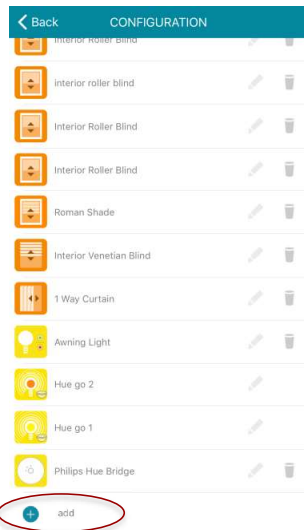 Back CONFIGURATION
Interior Roller Blind
interior roller blind
Interior Roller Blind
Interior Roller Blind
Roman Shade
Interior Venetian Blind
1 Way Curtain
Awning Light
Hue go 2
Hue go 1
Philips Hue Bridge
add